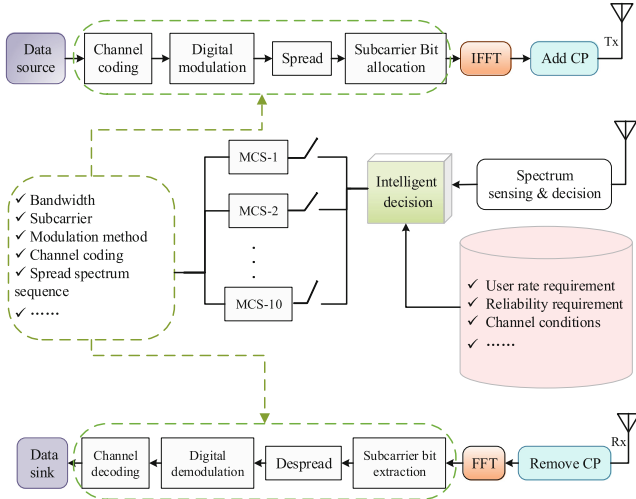 Data
source
Channel
coding
Digital
modulation
Spread
Subcarrier Bit
allocation
IFFT
Add CP
Tx
✓ Bandwidth
✓ Subcarrier
✓ Modulation method
✓ Channel coding
✓ Spread spectrum
sequence
✓ ……
MCS-1
MCS-2
MCS-10
Intelligent
decision
Spectrum
sensing & decision
✓ User rate requirement
✓ Reliability requirement
✓ Channel conditions
✓ ……
Data
sink
Channel
decoding
Digital
demodulation
Despread
Subcarrier bit
extraction
FFT
Remove CP
Rx